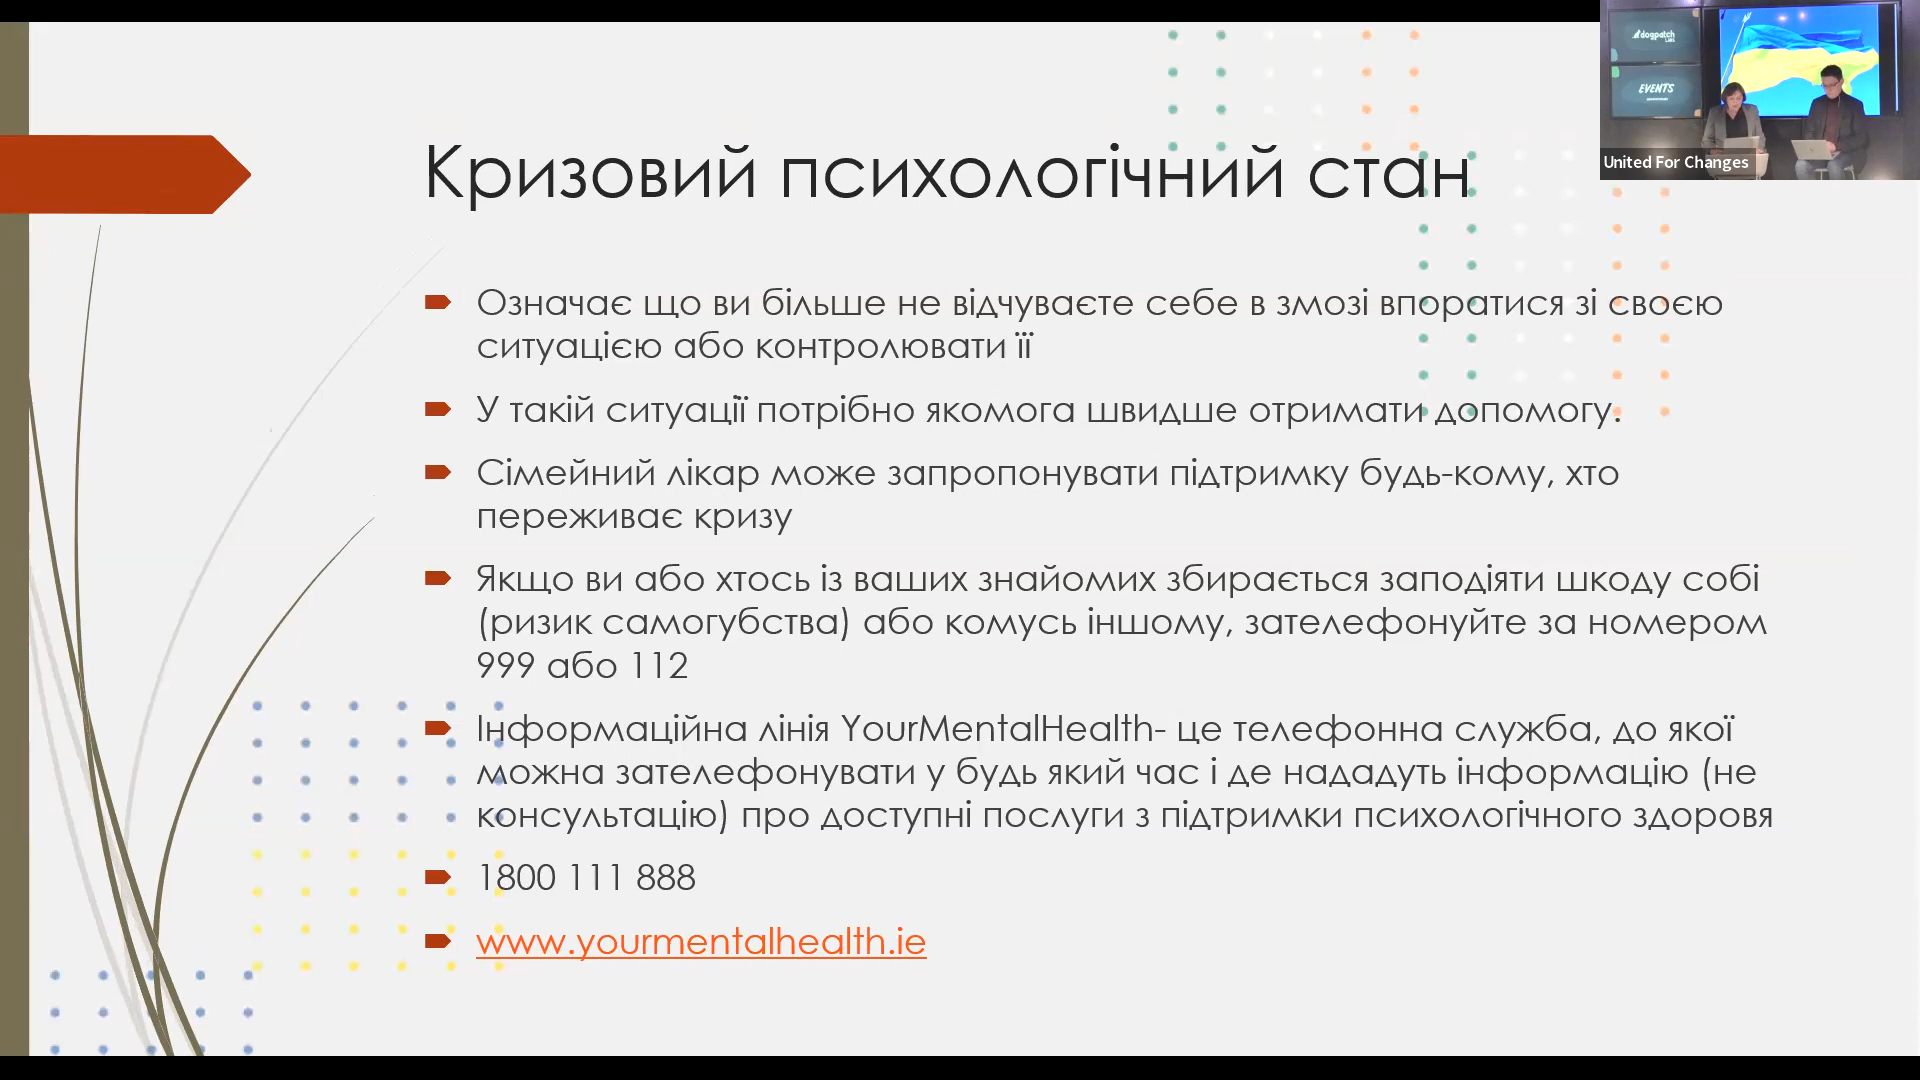 Кризовий психологічний стан
Означає що ви більше не відчуваєте себе в змозі впоратися зі своєю
ситуацією або контролювати її
У такій ситуації потрібно якомога швидше отримати допомогу.
Сімейний лікар може запропонувати підтримку будь-кому, хто
переживає кризу
Якщо ви або хтось із ваших знайомих збирається заподіяти шкоду собі
(ризик самогубства) або комусь іншому, зателефонуйте за номером
999 або 112
Інформаційна лінія YourMentalHealth- це телефонна служба, до якої
можна зателефонувати у будь який час і де нададуть інформацію (не
консультацію) про доступні послуги з підтримки психологічного здоровя
1800 111 888
www.yourmentalhealth.ie
dogpatch
LABS
EVENTS
United For Changes